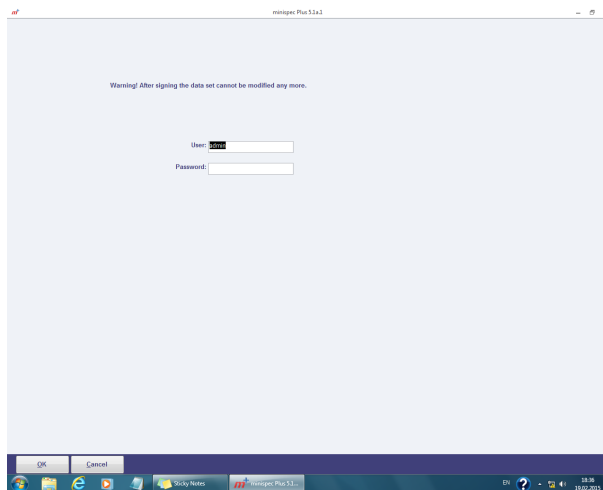 m+ minispec Plus 5.1a.1
Warning! After signing the data set cannot be modified any more.
User: admin
Password:
OK Cancel
Sticky Notes m+ minispec Plus 5.1... EN 18:36
19.02.2015